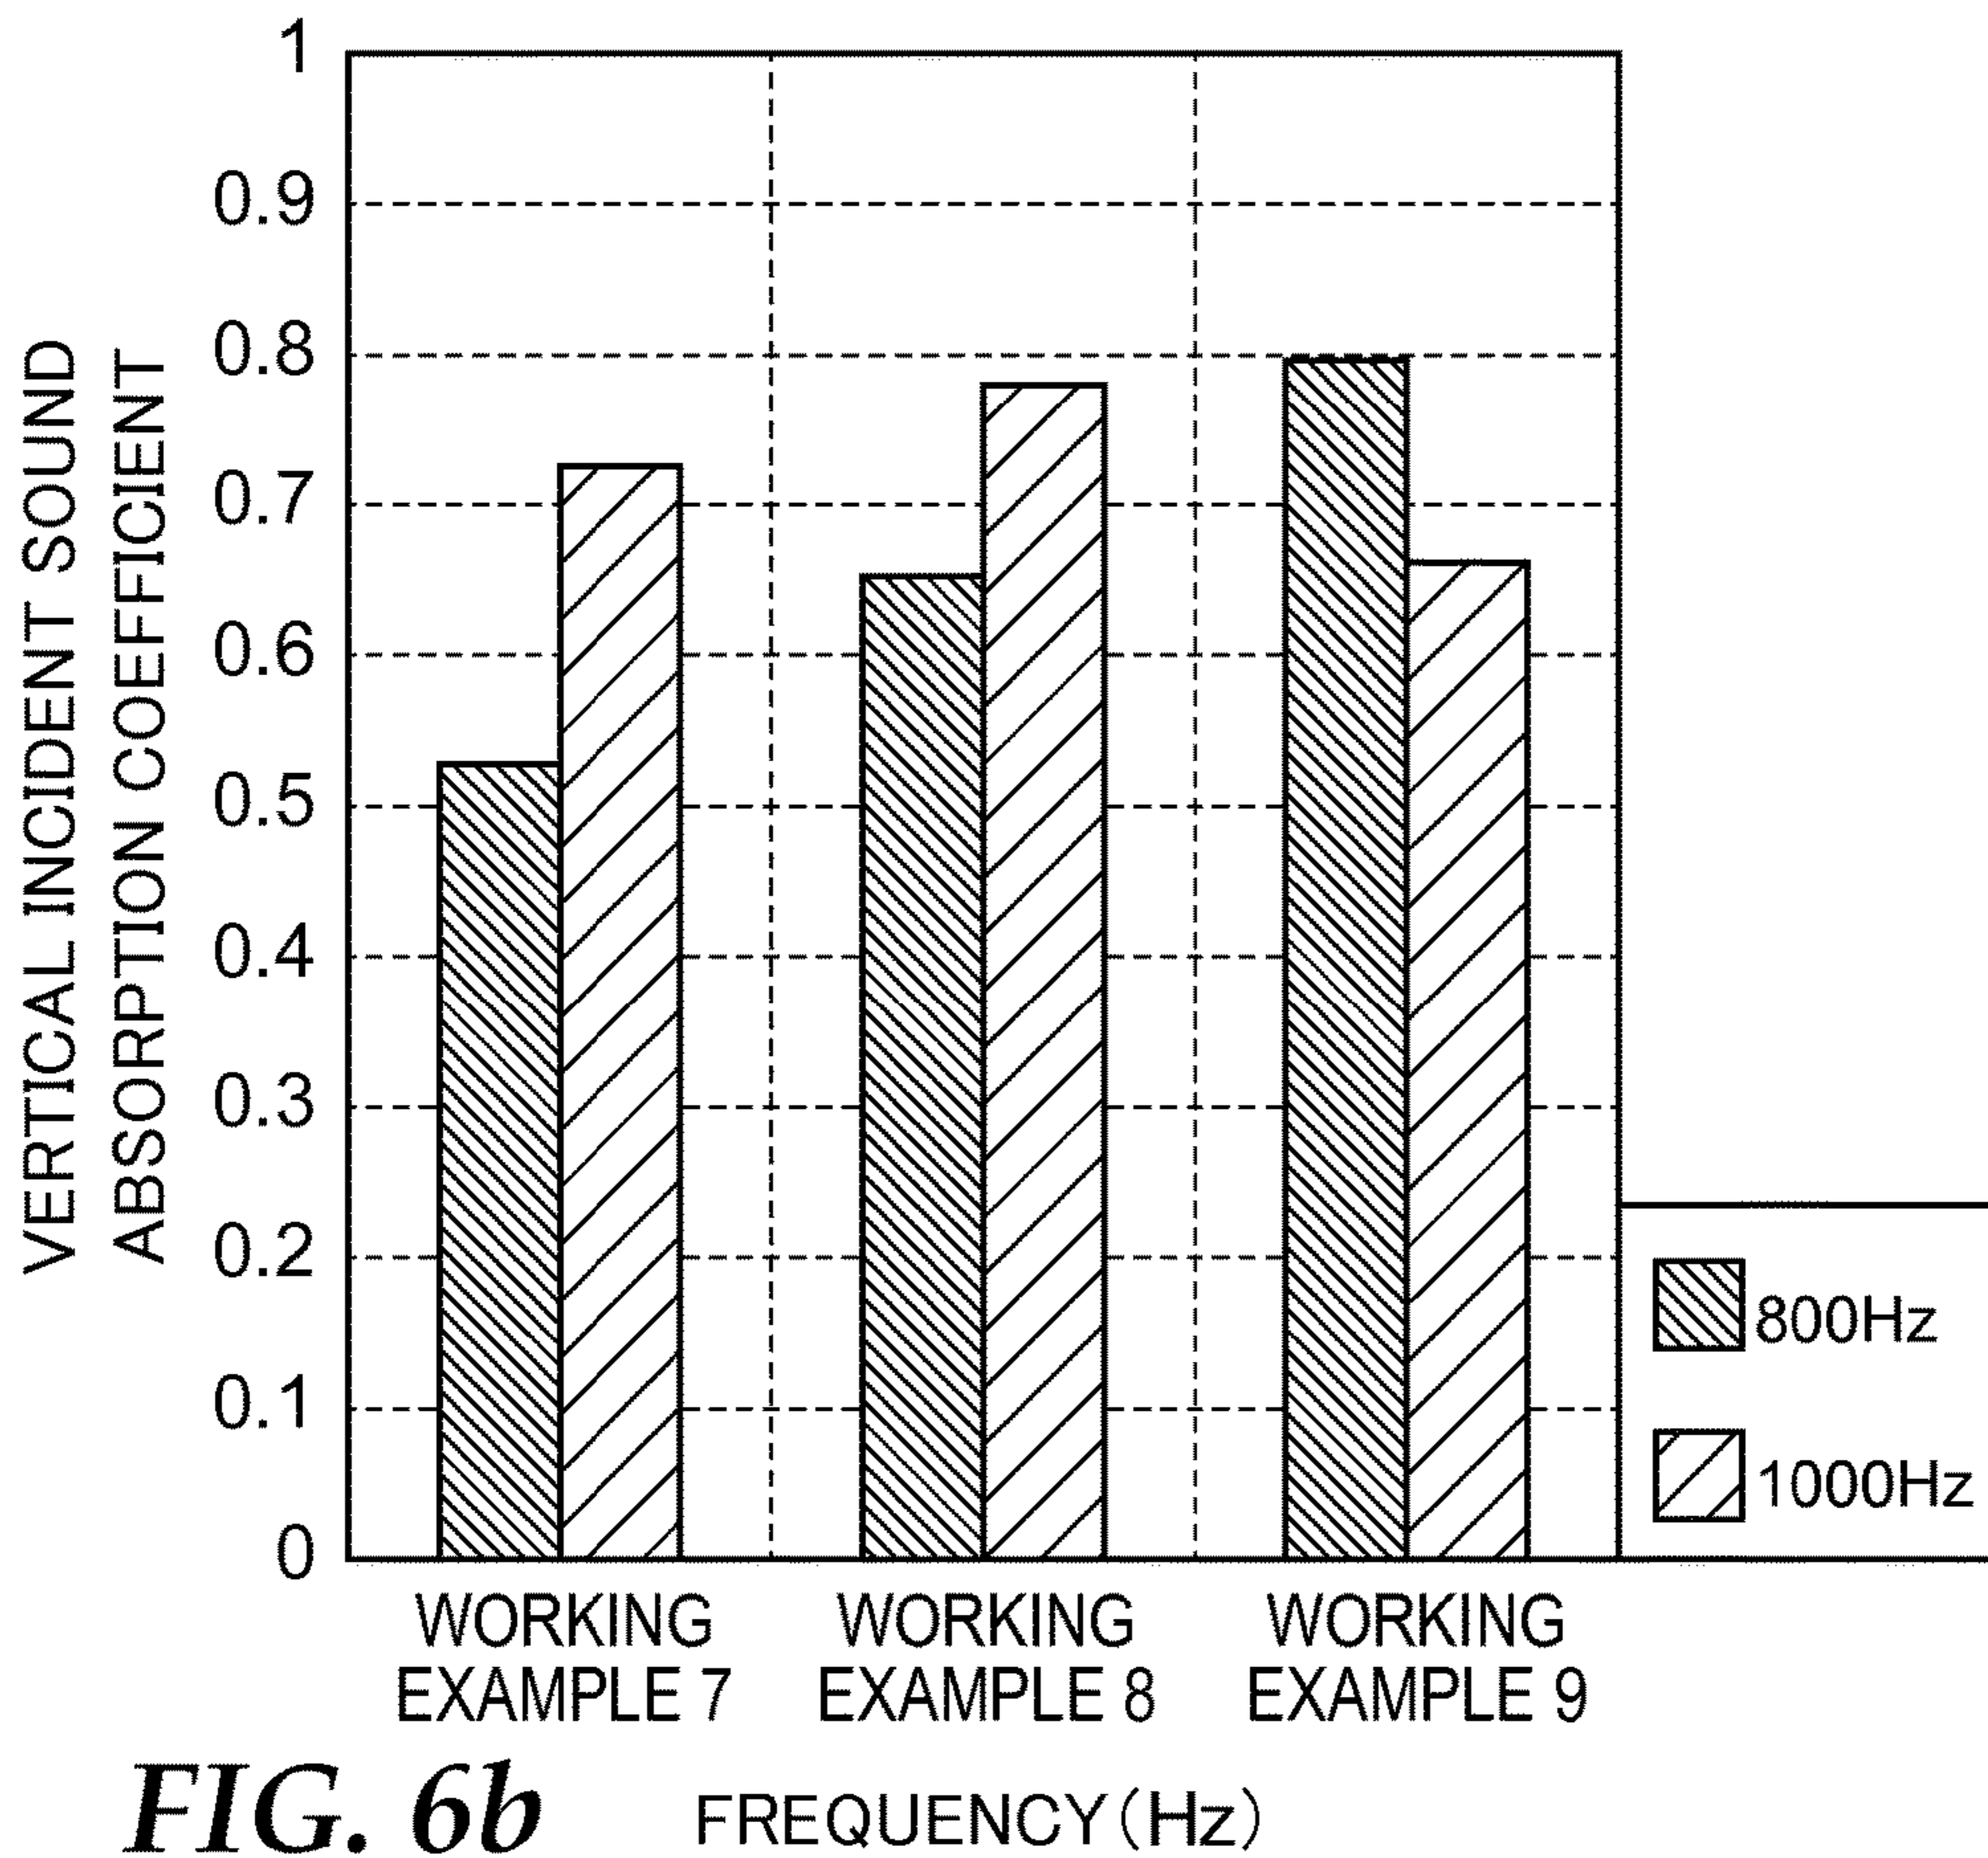 VERTICAL INCIDENT SOUND
ABSORPTION COEFFICIENT
1
0.9
0.8
0.7
0.6
0.5
0.4
0.3
0.2
0.1
0
WORKING
EXAMPLE 7
WORKING
EXAMPLE 8
WORKING
EXAMPLE 9
800Hz
1000Hz
FIG. 6b
FREQUENCY(Hz)